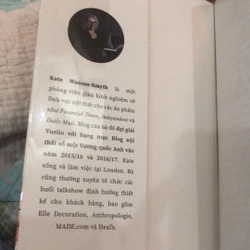 Kate Watson-Smyth là một
phóng viên giàu kinh nghiệm về
lĩnh vực nội thất cho các ấn phẩm
như Financial Times, Independent và
Daily Mail. Blog của bà đã đạt giải
Vuelio với hạng mục Blog nội
thất số một Vương quốc Anh vào
năm 2015/16 và 2016/17. Kate
sống và làm việc tại London. Bà
cũng thường xuyên tổ chức các
buổi talkshow định hướng thiết
kế cho khách hàng, bao gồm
Elle Decoration, Anthropologie,
MADE.com và Heal's.